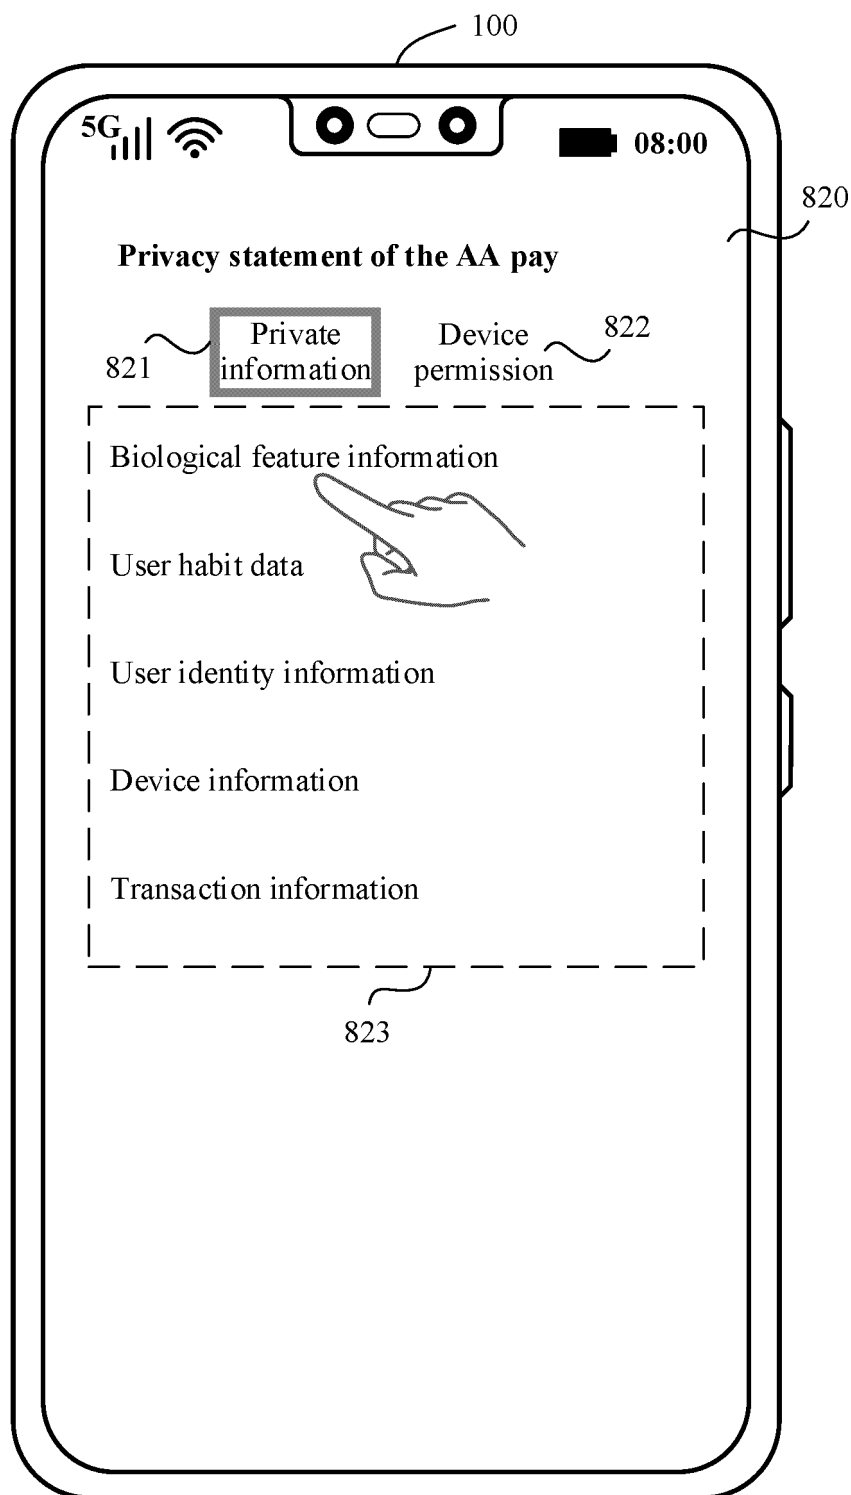 100
5G
08:00
820
Privacy statement of the AA pay
821
Private
information
Device
permission
822
Biological feature information
User habit data
User identity information
Device information
Transaction information
823